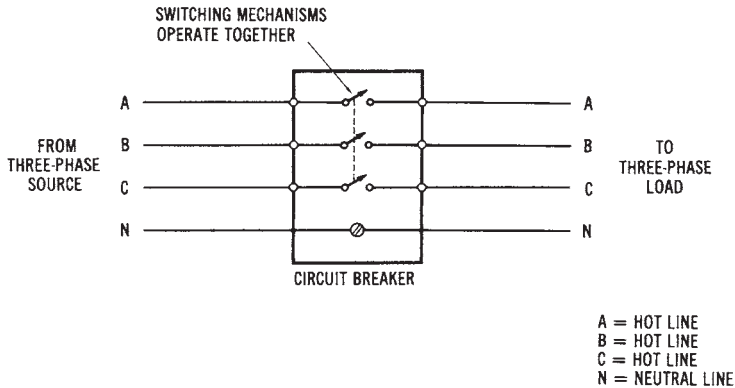 SWITCHING MECHANISMS
OPERATE TOGETHER
A
A
FROM
THREE-PHASE
SOURCE
B
B
TO
THREE-PHASE
LOAD
C
C
N
N
CIRCUIT BREAKER
A = HOT LINE
B = HOT LINE
C = HOT LINE
N = NEUTRAL LINE